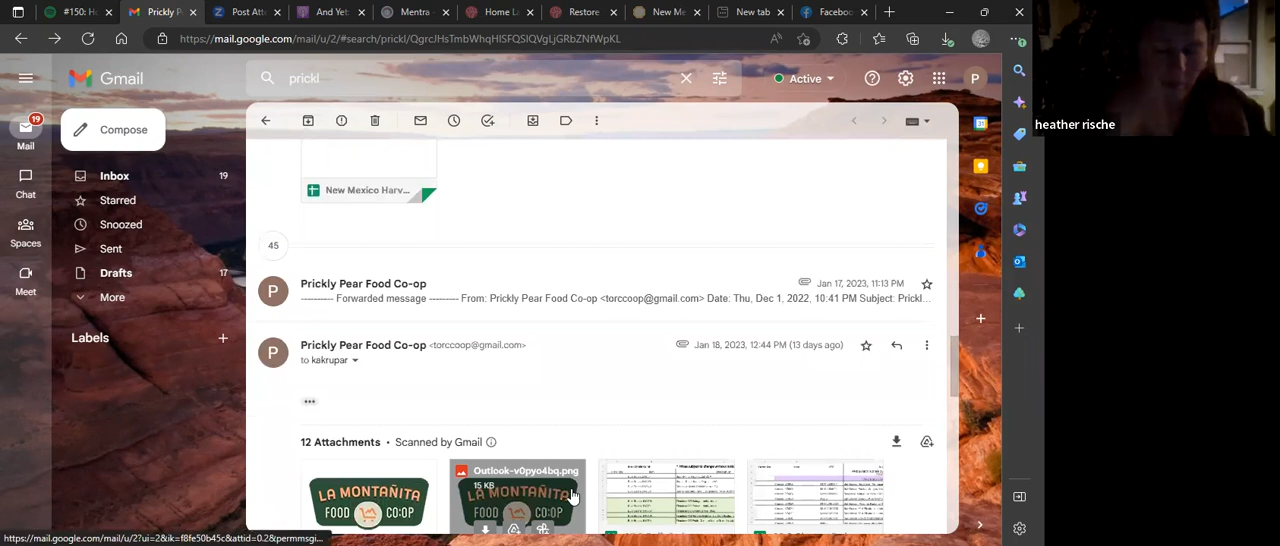 #150: H
Prickly P
Post Atte
And Yet
Mentra -
Home La
Restore
New Me
New tab
Faceboo
https://mail.google.com/mail/u/2/#search/prickl/QgrcJHsTmbWhqHlSFQSlQVgLjGRbZNfWpKL
heather rische
Gmail
prickl
Active
P
19
Compose
Mail
Inbox 19
Chat
Starred
Snoozed
Spaces
Sent
Drafts 17
Meet
More
Labels
New Mexico Harv...
45
P
Prickly Pear Food Co-op Jan 17, 2023, 11:13 PM
---------- Forwarded message ---------- From: Prickly Pear Food Co-op <torccoop@gmail.com> Date: Thu, Dec 1, 2022, 10:41 PM Subject: Prickl...
P
Prickly Pear Food Co-op <torccoop@gmail.com> Jan 18, 2023, 12:44 PM (13 days ago)
to kakrupar
12 Attachments • Scanned by Gmail
Outlook-v0pyo4bq.png
15 KB
LA MONTAÑITA
FOOD CO:OP
LA MONTAÑITA
FOOD CO:OP
https://mail.google.com/mail/u/2?ui=2&ik=f8fe50b45c&attid=0.2&permmsgi...